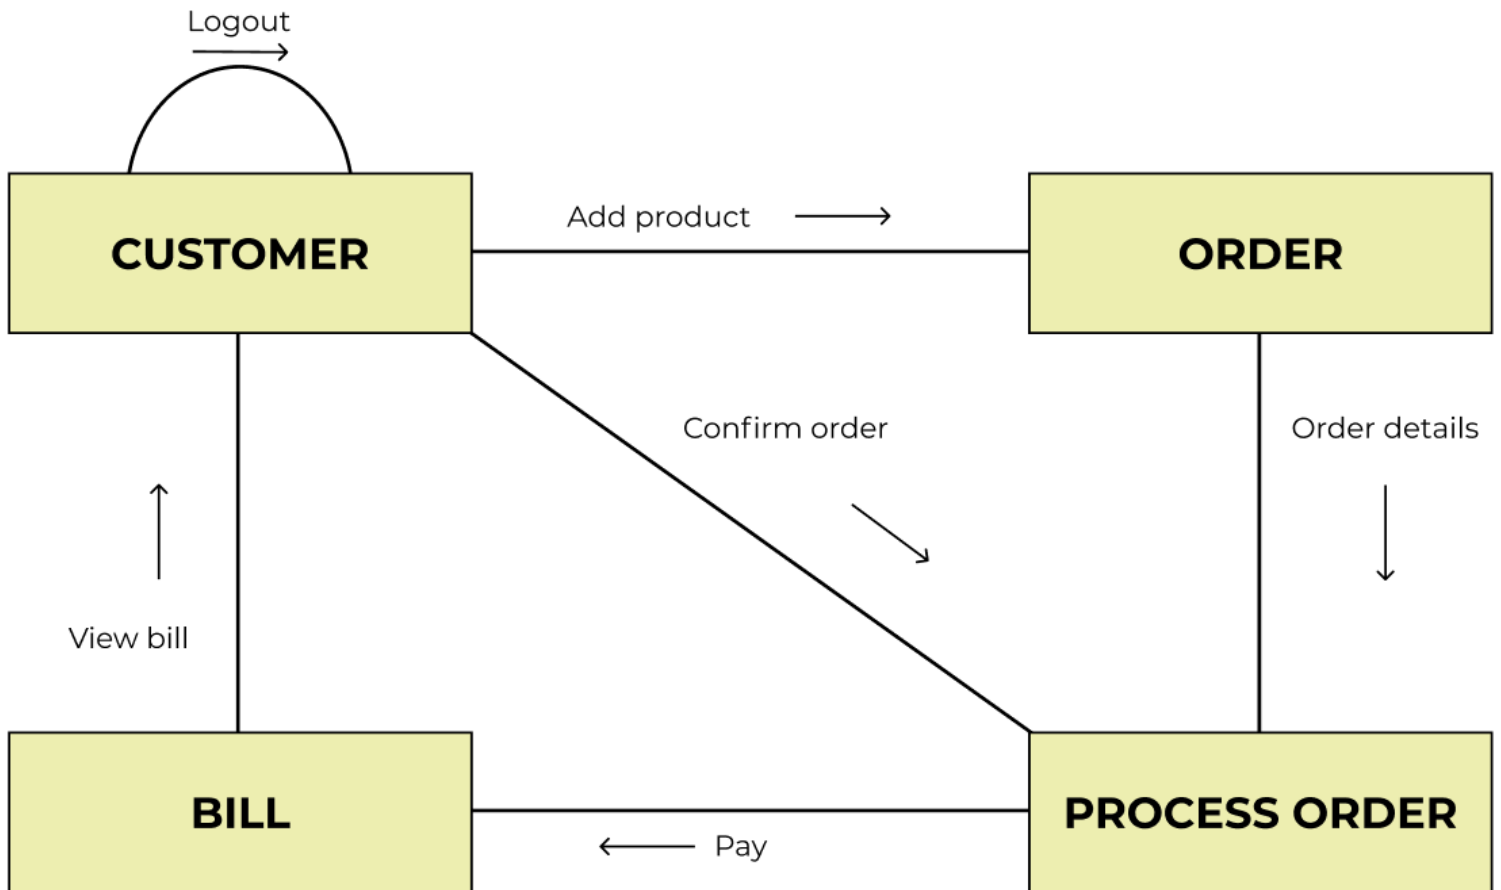 Logout
CUSTOMER
Add product
ORDER
Confirm order
Order details
View bill
BILL
Pay
PROCESS ORDER